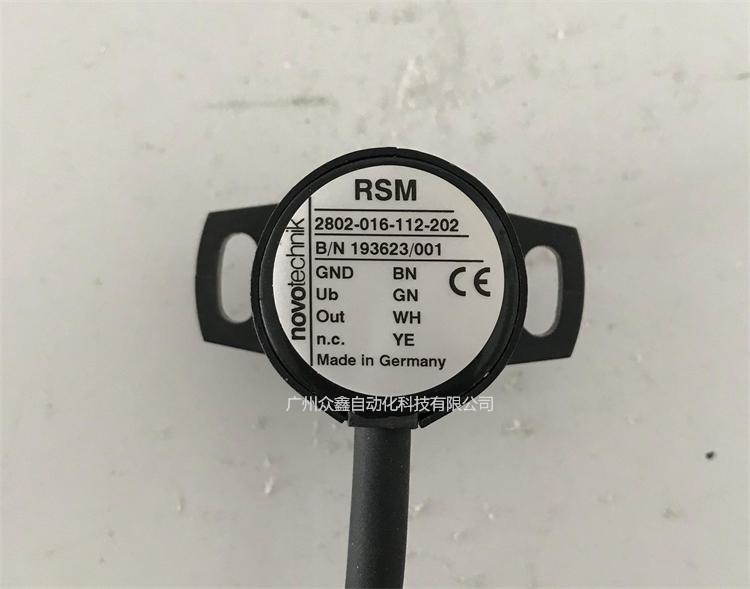 RSM
2802-016-112-202
B/N 193623/001
GND BN
Ub GN
Out WH
n.c. YE
Made in Germany
CE
novotechnik
广州众鑫自动化科技有限公司